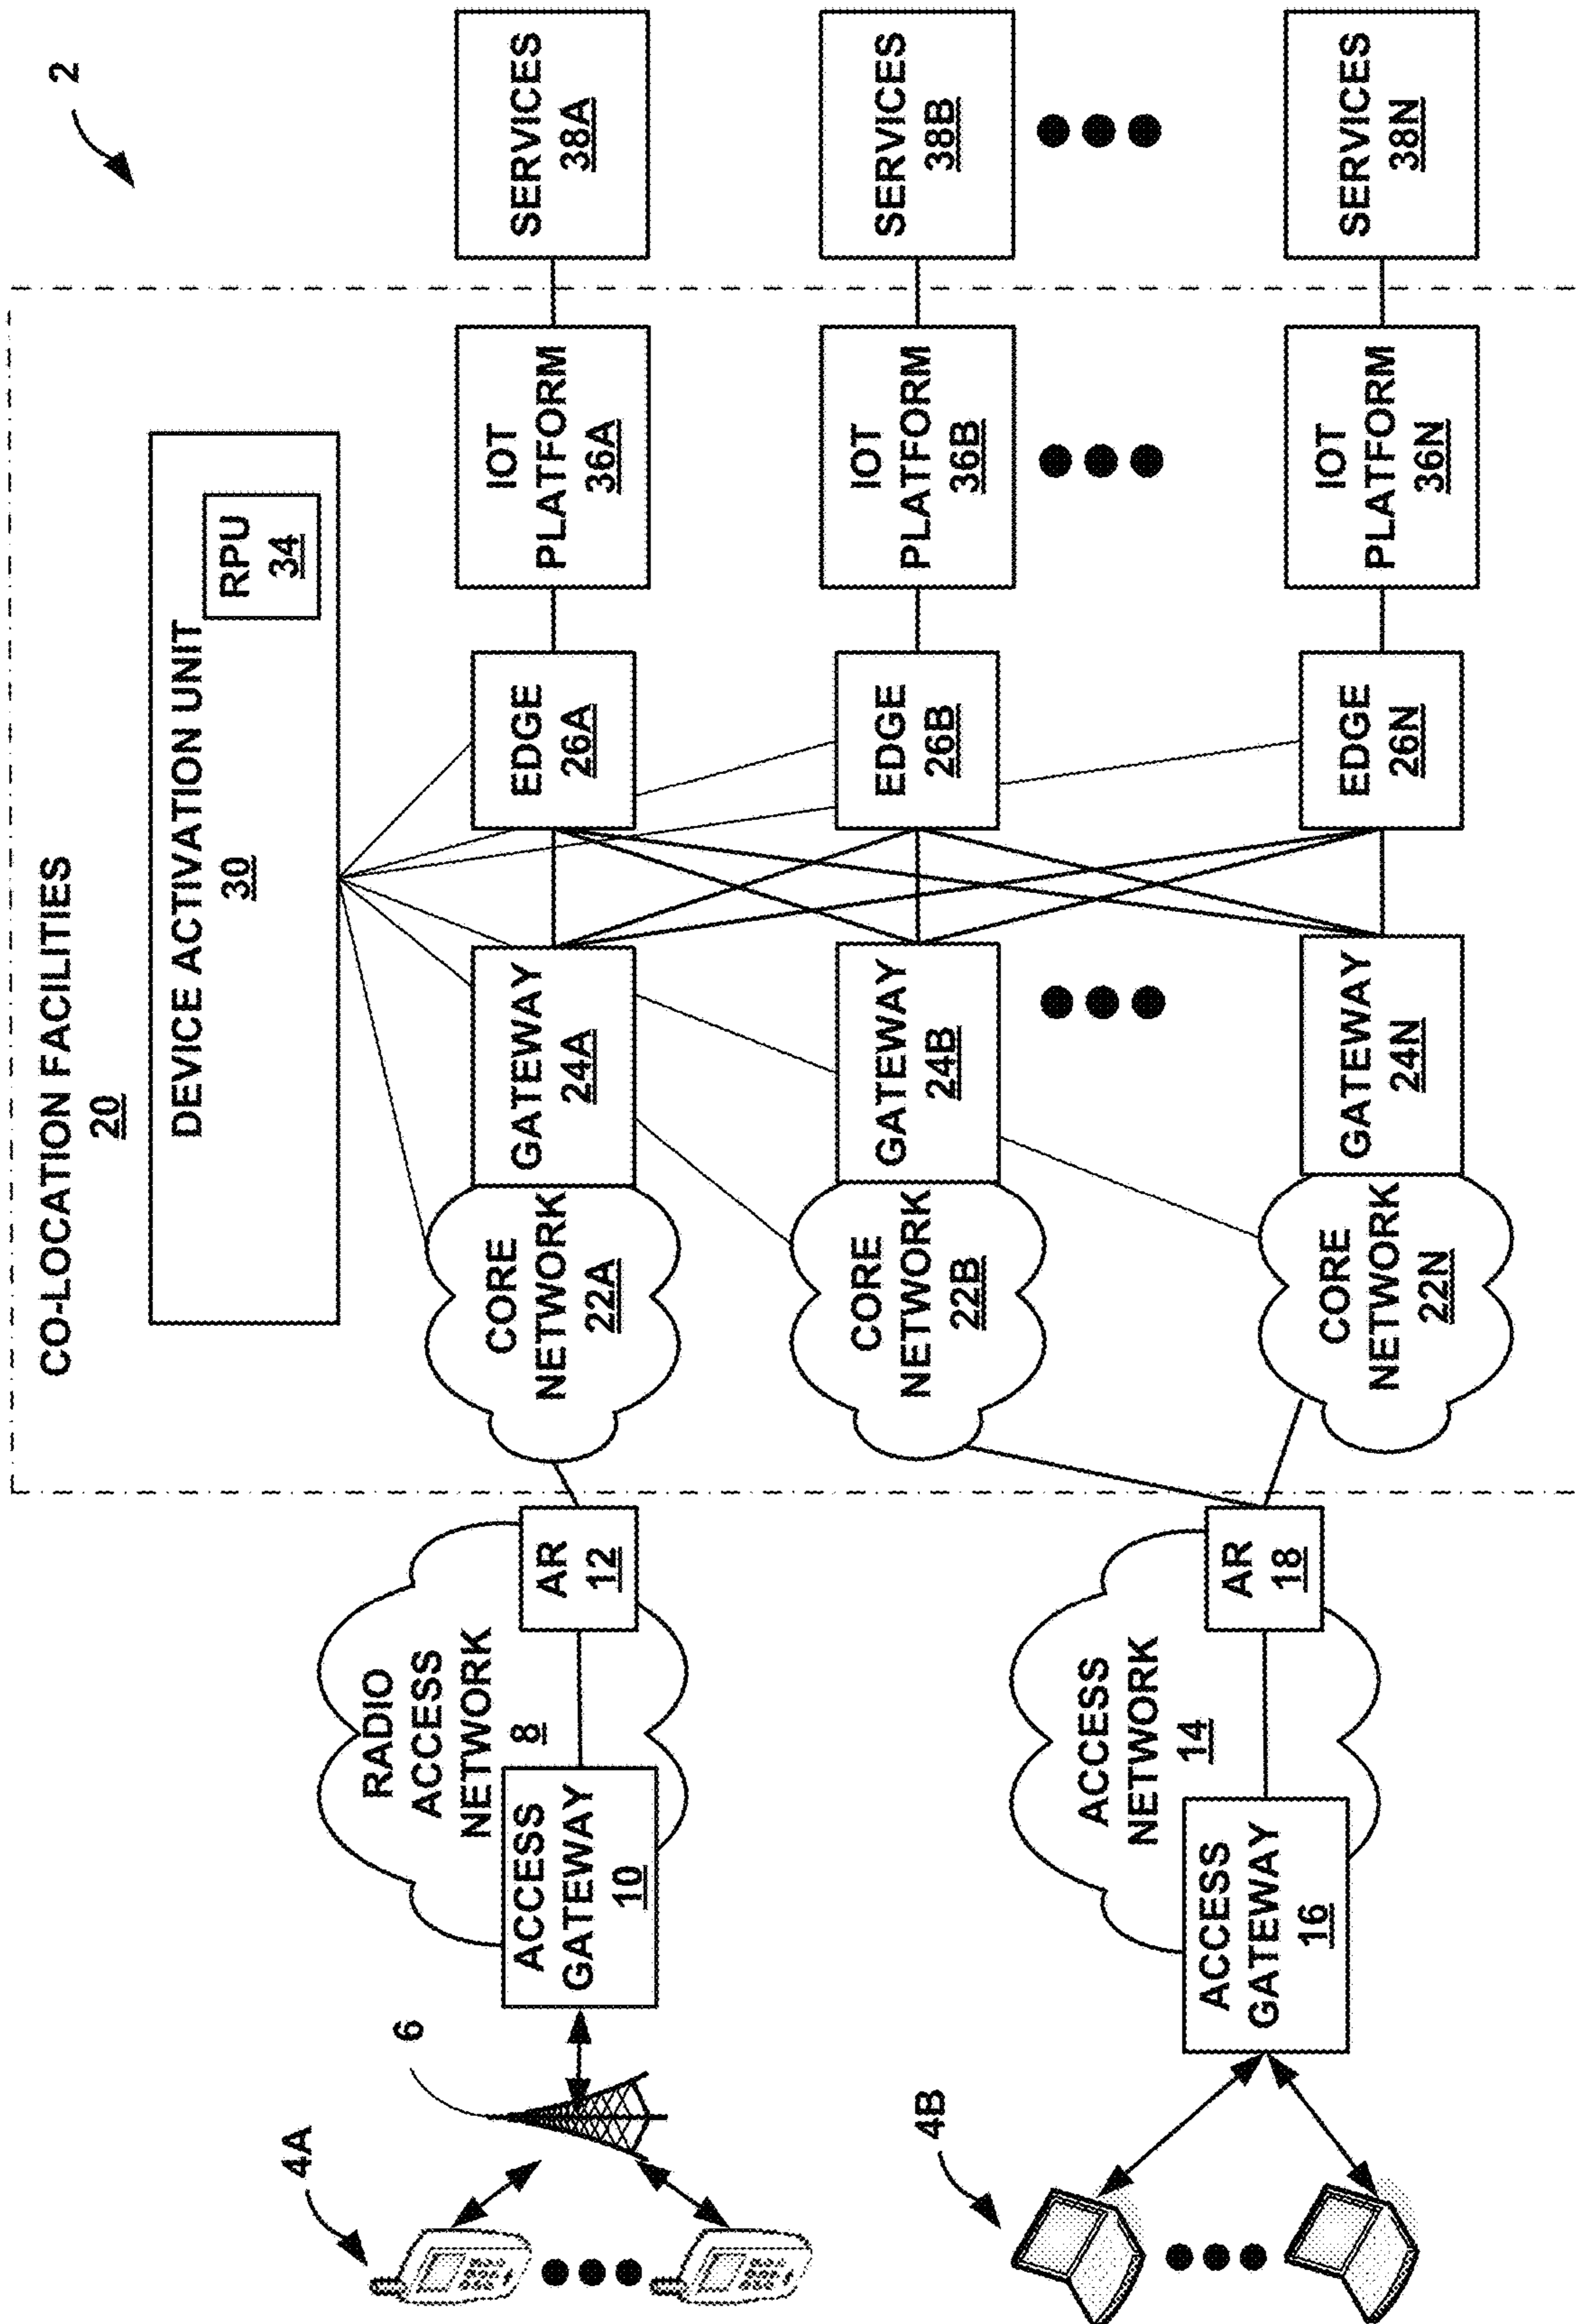 2
CO-LOCATION FACILITIES
20
DEVICE ACTIVATION UNIT
30
RPU
34
4A
6
RADIO
ACCESS
NETWORK
8
ACCESS
GATEWAY
10
AR
12
CORE
NETWORK
22A
GATEWAY
24A
EDGE
26A
IOT
PLATFORM
36A
SERVICES
38A
CORE
NETWORK
22B
GATEWAY
24B
EDGE
26B
IOT
PLATFORM
36B
SERVICES
38B
4B
ACCESS
NETWORK
14
ACCESS
GATEWAY
16
AR
18
CORE
NETWORK
22N
GATEWAY
24N
EDGE
26N
IOT
PLATFORM
36N
SERVICES
38N